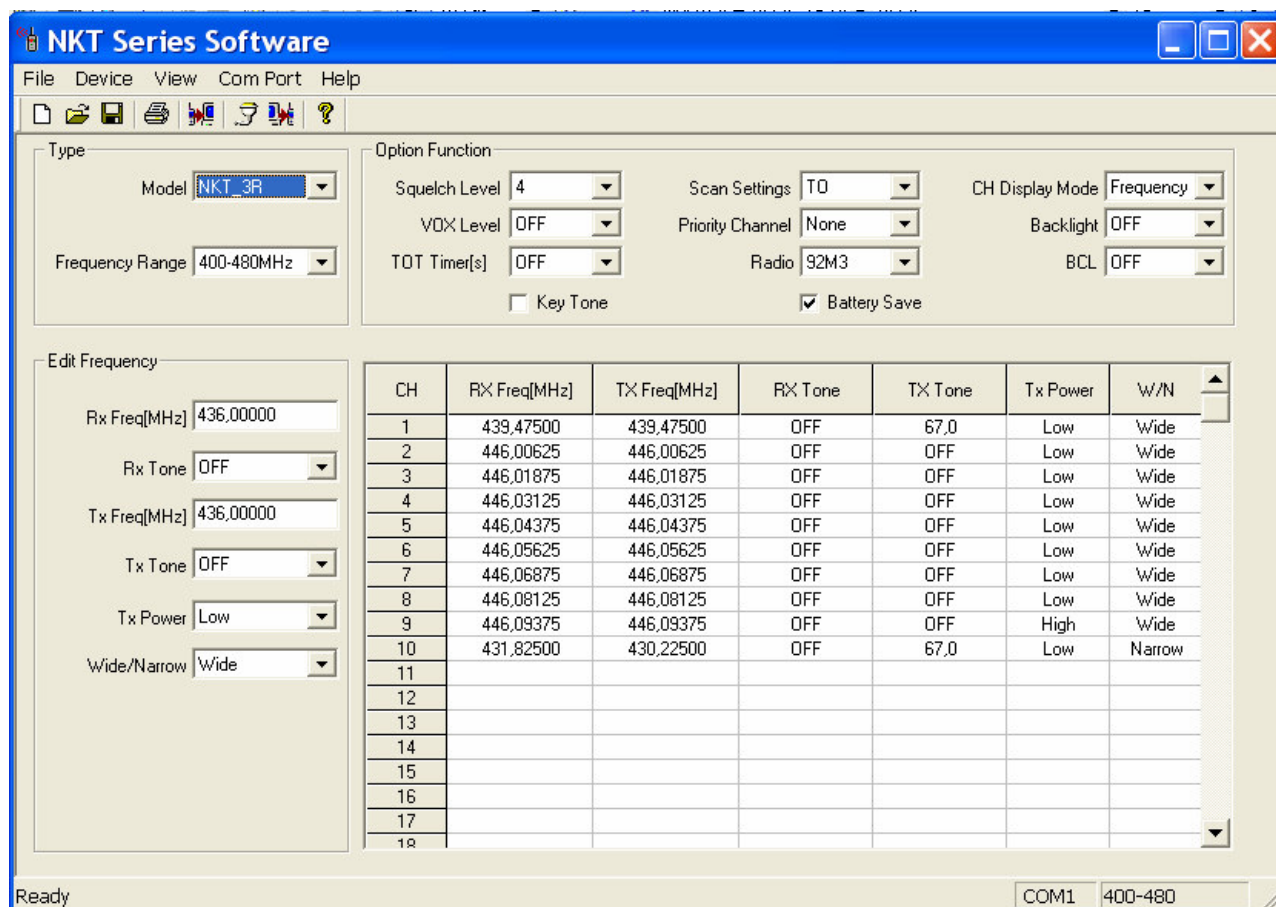 NKT Series Software
File Device View Com Port Help
Type
Model NKT_3R
Frequency Range 400-480MHz
Option Function
Squelch Level 4 Scan Settings TO CH Display Mode Frequency
VOX Level OFF Priority Channel None Backlight OFF
TOT Timer[s] OFF Radio 92M3 BCL OFF
Key Tone Battery Save
Edit Frequency
Rx Freq[MHz] 436,00000
Rx Tone OFF
Tx Freq[MHz] 436,00000
Tx Tone OFF
Tx Power Low
Wide/Narrow Wide
CH RX Freq[MHz] TX Freq[MHz] RX Tone TX Tone Tx Power W/N
1 439,47500 439,47500 OFF 67,0 Low Wide
2 446,00625 446,00625 OFF OFF Low Wide
3 446,01875 446,01875 OFF OFF Low Wide
4 446,03125 446,03125 OFF OFF Low Wide
5 446,04375 446,04375 OFF OFF Low Wide
6 446,05625 446,05625 OFF OFF Low Wide
7 446,06875 446,06875 OFF OFF Low Wide
8 446,08125 446,08125 OFF OFF Low Wide
9 446,09375 446,09375 OFF OFF High Wide
10 431,82500 430,22500 OFF 67,0 Low Narrow
11
12
13
14
15
16
17
18
Ready COM1 400-480